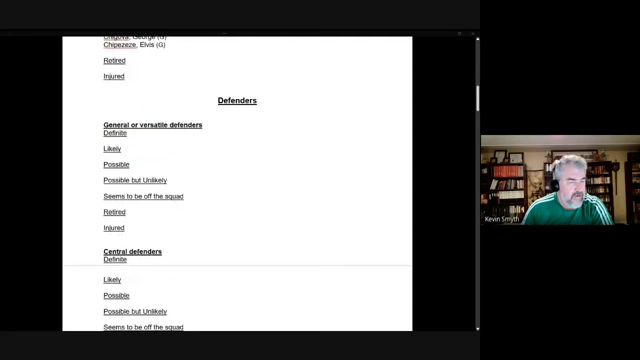 Chigova, George (G)
Chipezeze, Elvis (G)
Retired
Injured
Defenders
General or versatile defenders
Definite
Likely
Possible
Possible but Unlikely
Seems to be off the squad
Retired
Injured
Central defenders
Definite
Likely
Possible
Possible but Unlikely
Seems to be off the squad
Kevin Smyth